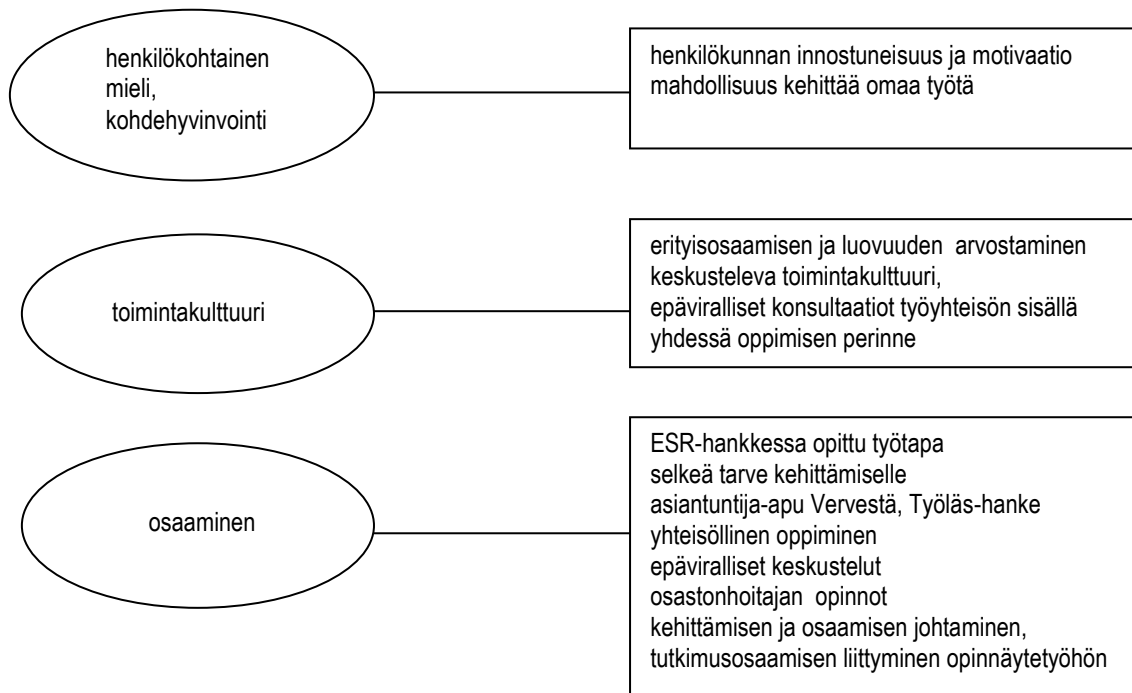 henkilökohtainen
mieli,
kohdehyvinvointi
henkilökunnan innostuneisuus ja motivaatio
mahdollisuus kehittää omaa työtä
toimintakulttuuri
erityisosaamisen ja luovuuden arvostaminen
keskusteleva toimintakulttuuri,
epäviralliset konsultaatiot työyhteisön sisällä
yhdessä oppimisen perinne
osaaminen
ESR-hankkessa opittu työtapa
selkeä tarve kehittämiselle
asiantuntija-apu Vervestä, Työläs-hanke
yhteisöllinen oppiminen
epäviralliset keskustelut
osastonhoitajan opinnot
kehittämisen ja osaamisen johtaminen,
tutkimusosaamisen liittyminen opinnäytetyöhön